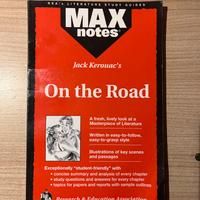 REA'S LITERATURE STUDY GUIDES
MAX
notes®
Jack Kerouac's
On the Road
A fresh, lively look at a
Masterpiece of Literature
Written in easy-to-follow,
easy-to-grasp style
Illustrations of key scenes
and passages
Exceptionally "student-friendly" with
• concise summary and analysis of every chapter
• study questions and answers for every chapter
• topics for papers and reports with sample outlines
Research & Education Association